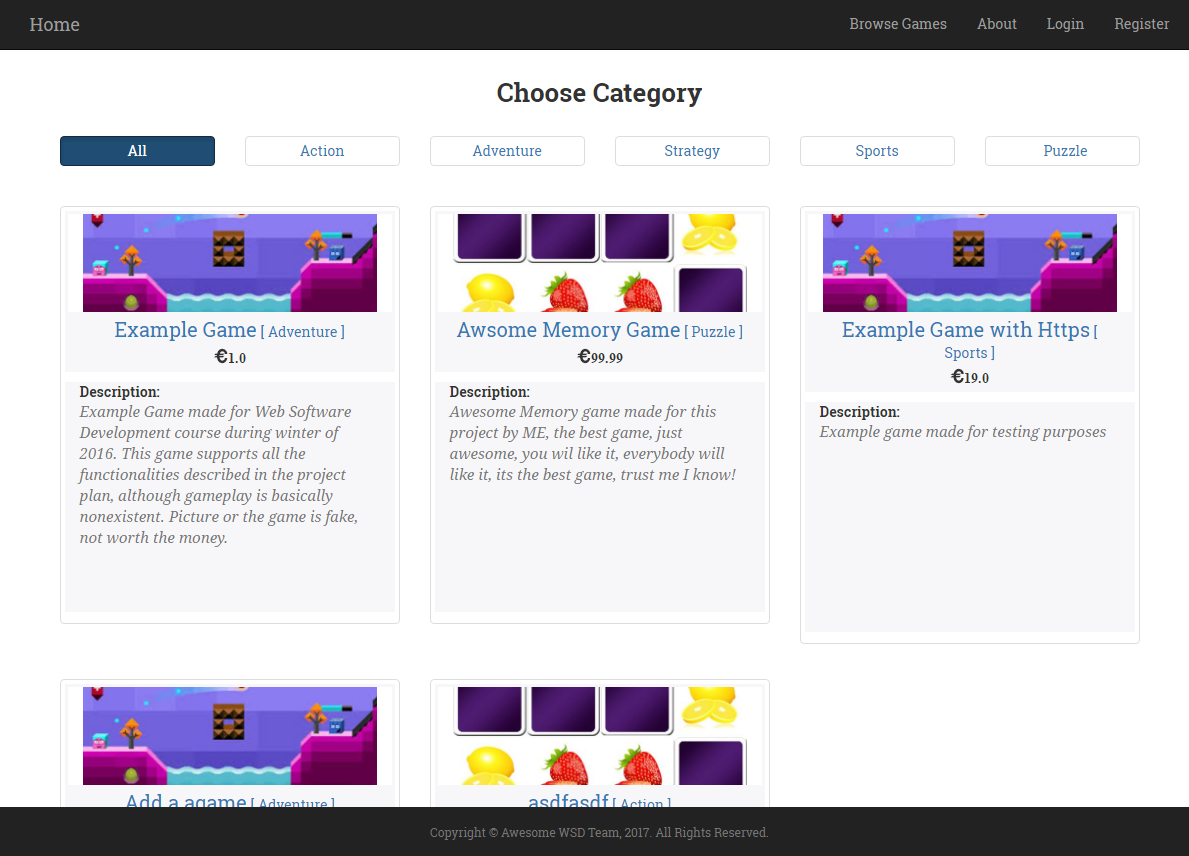 Home Browse Games About Login Register
Choose Category
All Action Adventure Strategy Sports Puzzle
Example Game [ Adventure ]
€1.0
Description:
Example Game made for Web Software
Development course during winter of
2016. This game supports all the
functionalities described in the project
plan, although gameplay is basically
nonexistent. Picture or the game is fake,
not worth the money.
Awsome Memory Game [ Puzzle ]
€99.99
Description:
Awesome Memory game made for this
project by ME, the best game, just
awesome, you wil like it, everybody will
like it, its the best game, trust me I know!
Example Game with Https [
Sports ]
€19.0
Description:
Example game made for testing purposes
Add a agame [ Adventure ]
asdfasdf [ Action ]
Copyright © Awesome WSD Team, 2017. All Rights Reserved.